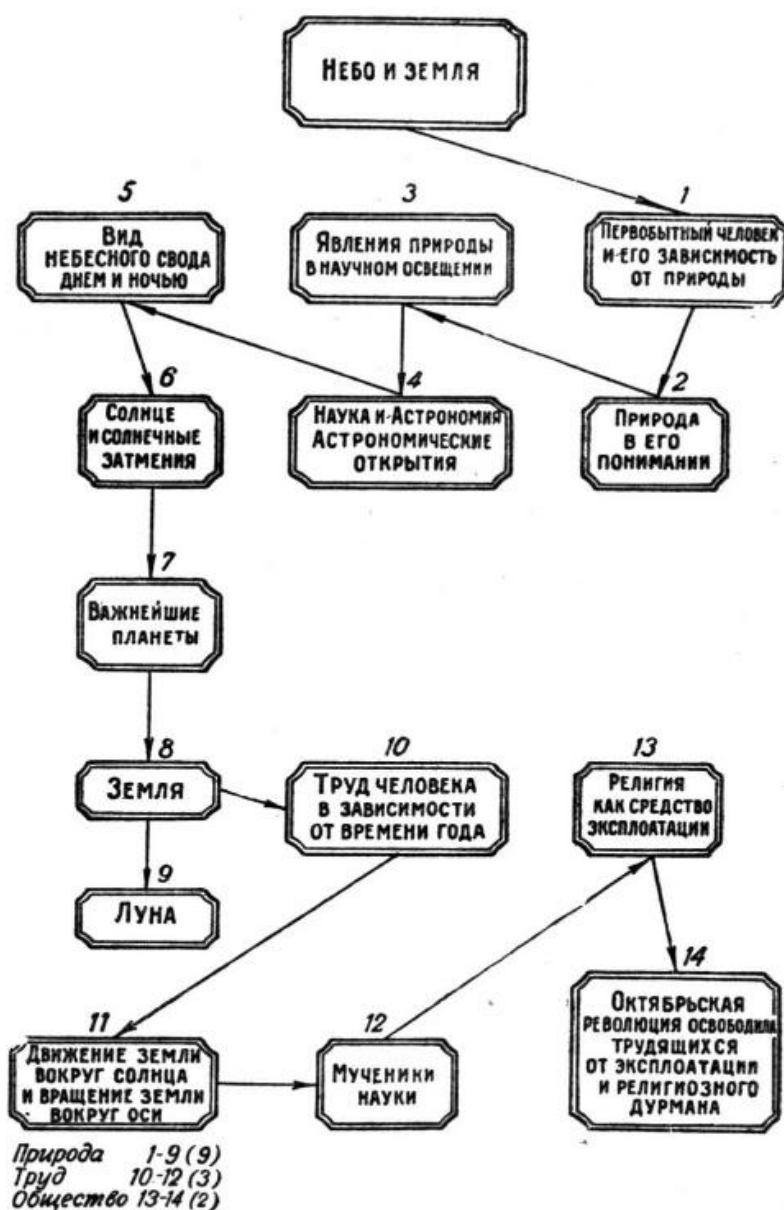 НЕБО И ЗЕМЛЯ
5
3
1
ВИД
НЕБЕСНОГО СВОДА
ДНЕМ И НОЧЬЮ
ЯВЛЕНИЯ ПРИРОДЫ
В НАУЧНОМ ОСВЕЩЕНИИ
ПЕРВОБЫТНЫЙ ЧЕЛОВЕК
И ЕГО ЗАВИСИМОСТЬ
ОТ ПРИРОДЫ
6
4
2
СОЛНЦЕ
И СОЛНЕЧНЫЕ
ЗАТМЕНИЯ
НАУКА И АСТРОНОМИЯ
АСТРОНОМИЧЕСКИЕ
ОТКРЫТИЯ
ПРИРОДА
В ЕГО
ПОНИМАНИИ
7
ВАЖНЕЙШИЕ
ПЛАНЕТЫ
8
10
13
ЗЕМЛЯ
ТРУД ЧЕЛОВЕКА
В ЗАВИСИМОСТИ
ОТ ВРЕМЕНИ ГОДА
РЕЛИГИЯ
КАК СРЕДСТВО
ЭКСПЛОАТАЦИИ
9
ЛУНА
11
12
14
ДВИЖЕНИЕ ЗЕМЛИ
ВОКРУГ СОЛНЦА
И ВРАЩЕНИЕ ЗЕМЛИ
ВОКРУГ ОСИ
МУЧЕНИКИ
НАУКИ
ОКТЯБРЬСКАЯ
РЕВОЛЮЦИЯ ОСВОБОДИЛА
ТРУДЯЩИХСЯ
ОТ ЭКСПЛОАТАЦИИ
И РЕЛИГИОЗНОГО
ДУРМАНА
Природа 1-9 (9)
Труд 10-12 (3)
Общество 13-14 (2)